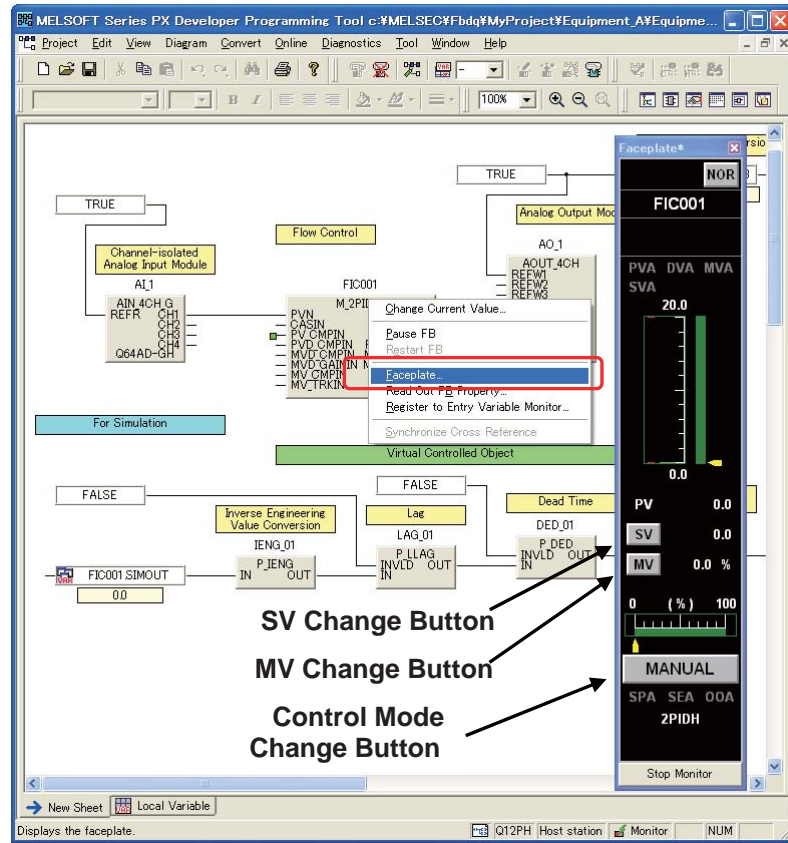 MELSOFT Series PX Developer Programming Tool c:¥MELSEC¥Fbdq¥MyProject¥Equipment_A¥Equipme...
Project Edit View Diagram Convert Online Diagnostics Tool Window Help
100%
Faceplate*
NOR
FIC001
PVA DVA MVA
SVA
20.0
0.0
PV 0.0
SV 0.0
MV 0.0 %
0 (%) 100
MANUAL
SPA SEA OOA
2PIDH
Stop Monitor
TRUE
TRUE
Analog Output Mod
Flow Control
Channel-isolated
Analog Input Module
AI_1
AIN_4CH_G
REFR CH1
CH2
CH3
CH4
Q64AD-GH
FIC001
M_2PID
PVN
CASIN
PV_CMPIN
PVD_CMPIN
MVD_CMPIN
MVD_GAININ
MV_CMPIN
MV_TRKIN
AO_1
AOUT_4CH
REFW1
REFW2
REFW3
Change Current Value...
Pause FB
Restart FB
Faceplate...
Read Out FB Property...
Register to Entry Variable Monitor...
Synchronize Cross Reference
For Simulation
Virtual Controlled Object
FALSE
FALSE
Inverse Engineering
Value Conversion
IENG_01
P_IENG
IN OUT
Lag
LAG_01
P_LLAG
INVLD OUT
IN
Dead Time
DED_01
P_DED
INVLD OUT
IN
FIC001.SIMOUT
0.0
SV Change Button
MV Change Button
Control Mode
Change Button
New Sheet Local Variable
Displays the faceplate. Q12PH Host station Monitor NUM